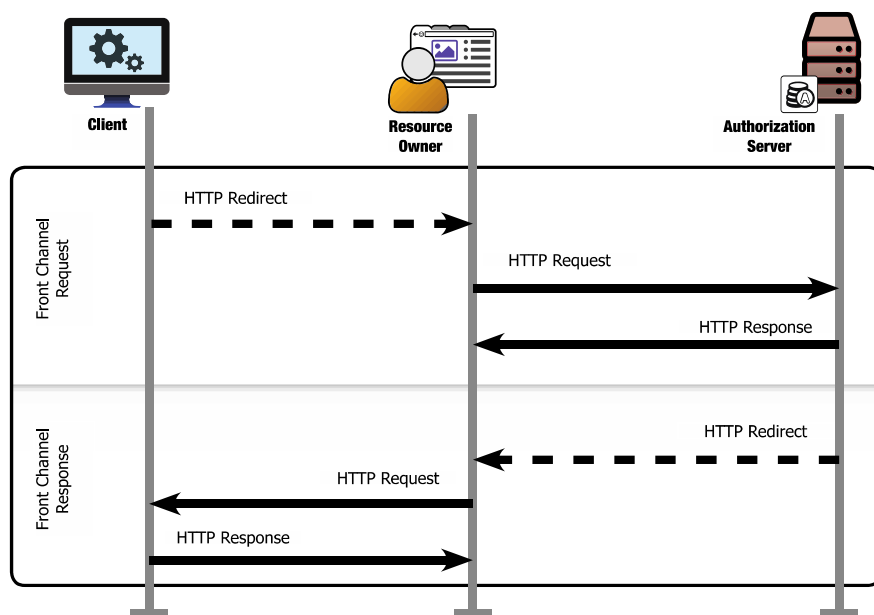 Client
Resource
Owner
Authorization
Server
Front Channel
Request
HTTP Redirect
HTTP Request
HTTP Response
Front Channel
Response
HTTP Redirect
HTTP Request
HTTP Response
A